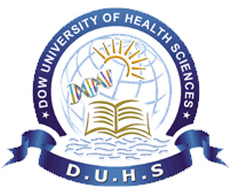 ★ DOW UNIVERSITY OF HEALTH SCIENCES ★
D.U.H.S